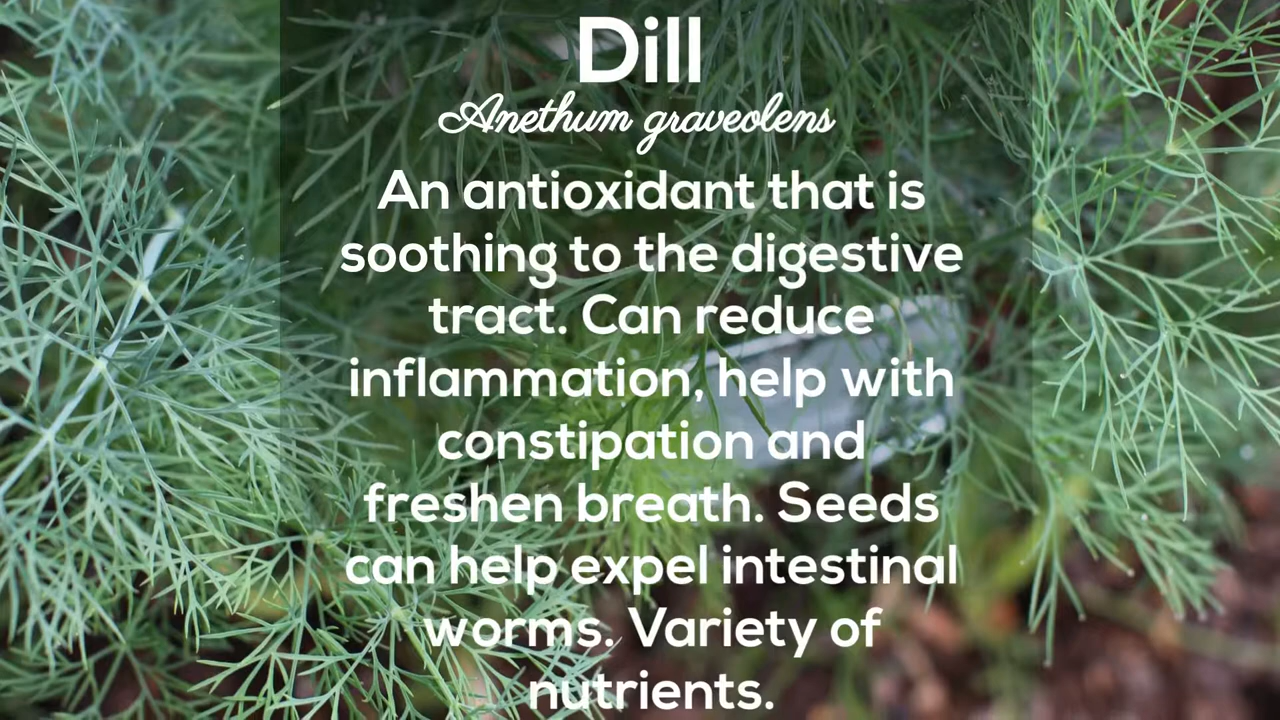 Dill
Anethum graveolens
An antioxidant that is
soothing to the digestive
tract. Can reduce
inflammation, help with
constipation and
freshen breath. Seeds
can help expel intestinal
worms. Variety of
nutrients.